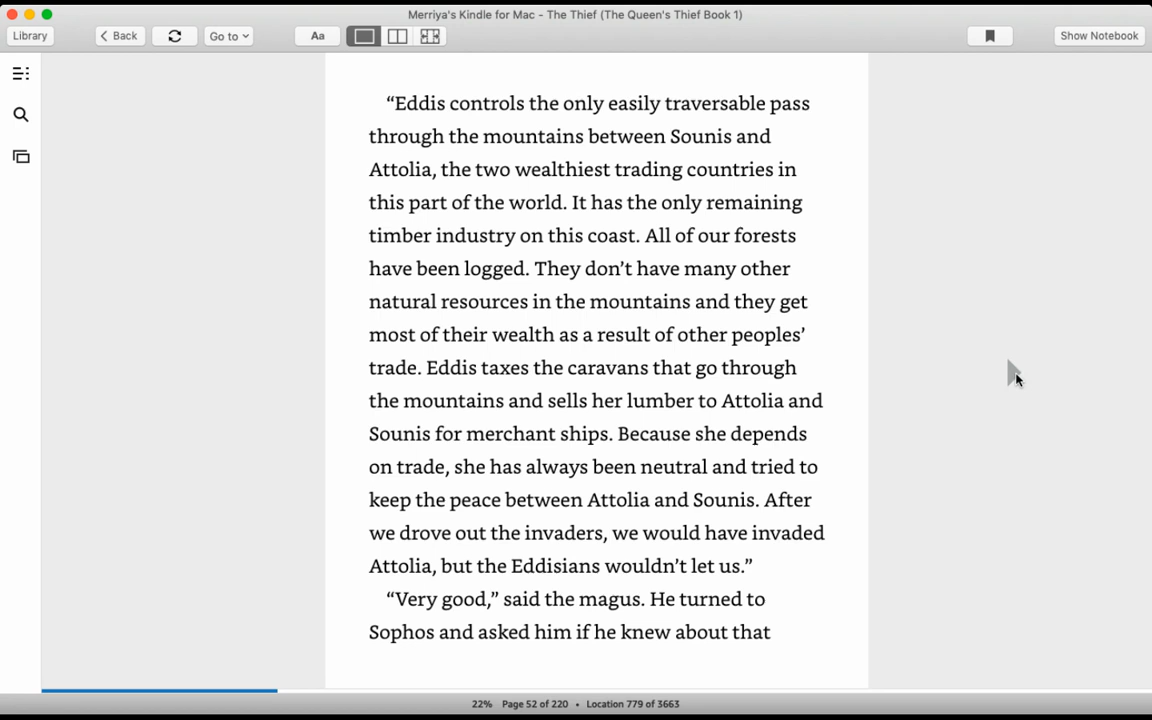 Merriya's Kindle for Mac - The Thief (The Queen's Thief Book 1)
Library
Back
Go to
Aa
Show Notebook
“Eddis controls the only easily traversable pass
through the mountains between Sounis and
Attolia, the two wealthiest trading countries in
this part of the world. It has the only remaining
timber industry on this coast. All of our forests
have been logged. They don’t have many other
natural resources in the mountains and they get
most of their wealth as a result of other peoples’
trade. Eddis taxes the caravans that go through
the mountains and sells her lumber to Attolia and
Sounis for merchant ships. Because she depends
on trade, she has always been neutral and tried to
keep the peace between Attolia and Sounis. After
we drove out the invaders, we would have invaded
Attolia, but the Eddisians wouldn’t let us.”
“Very good,” said the magus. He turned to
Sophos and asked him if he knew about that
22% Page 52 of 220 • Location 779 of 3663